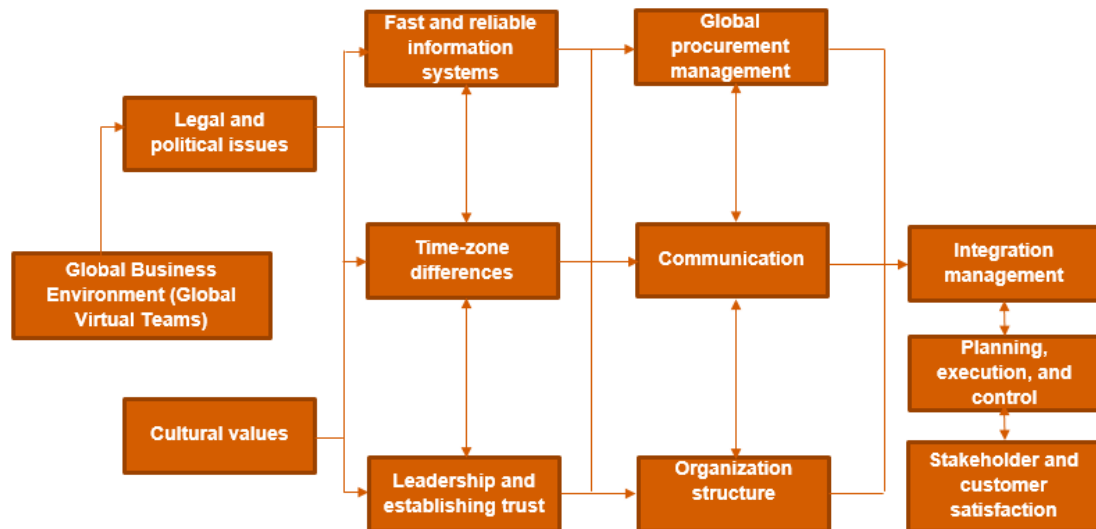 Fast and reliable
information
systems
Global
procurement
management
Legal and
political issues
Global Business
Environment (Global
Virtual Teams)
Time-zone
differences
Communication
Integration
management
Planning,
execution, and
control
Cultural values
Leadership and
establishing trust
Organization
structure
Stakeholder and
customer
satisfaction